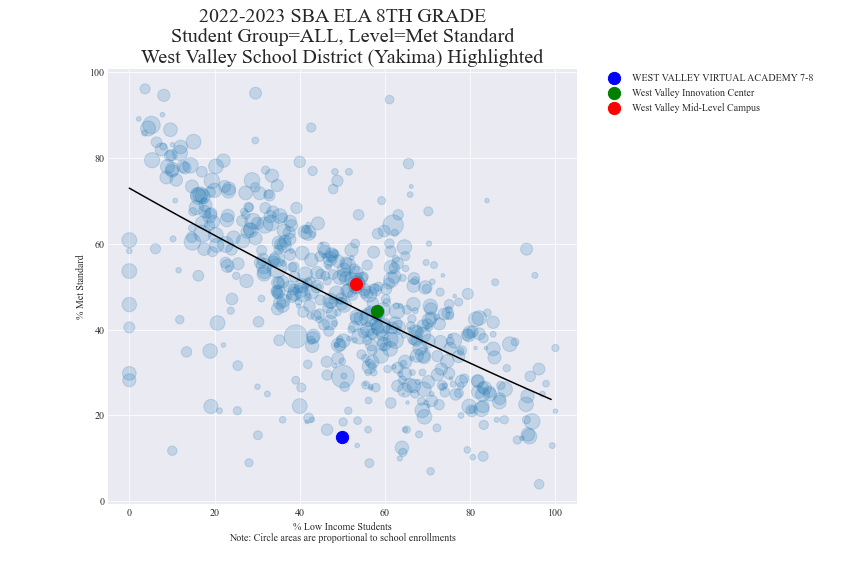 2022-2023 SBA ELA 8TH GRADE
Student Group=ALL, Level=Met Standard
West Valley School District (Yakima) Highlighted
WEST VALLEY VIRTUAL ACADEMY 7-8
West Valley Innovation Center
West Valley Mid-Level Campus
% Met Standard
100
80
60
40
20
0
0 20 40 60 80 100
% Low Income Students
Note: Circle areas are proportional to school enrollments